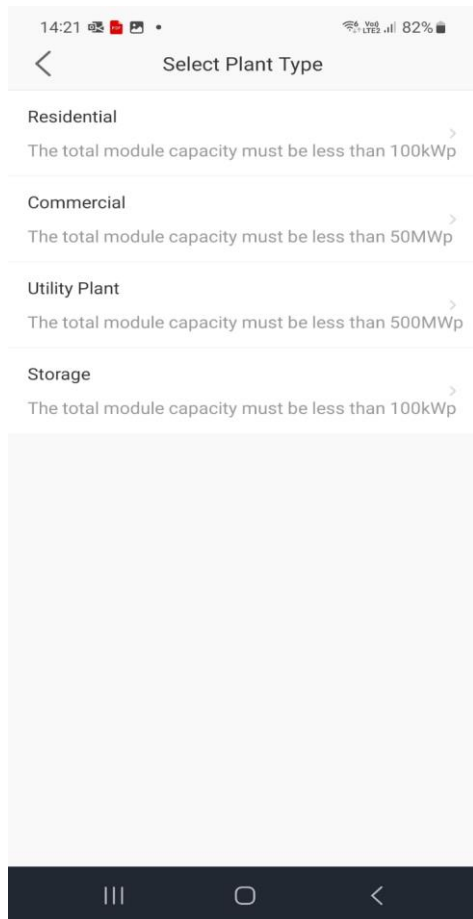 14:21 82%
Select Plant Type
Residential
The total module capacity must be less than 100kWp
Commercial
The total module capacity must be less than 50MWp
Utility Plant
The total module capacity must be less than 500MWp
Storage
The total module capacity must be less than 100kWp